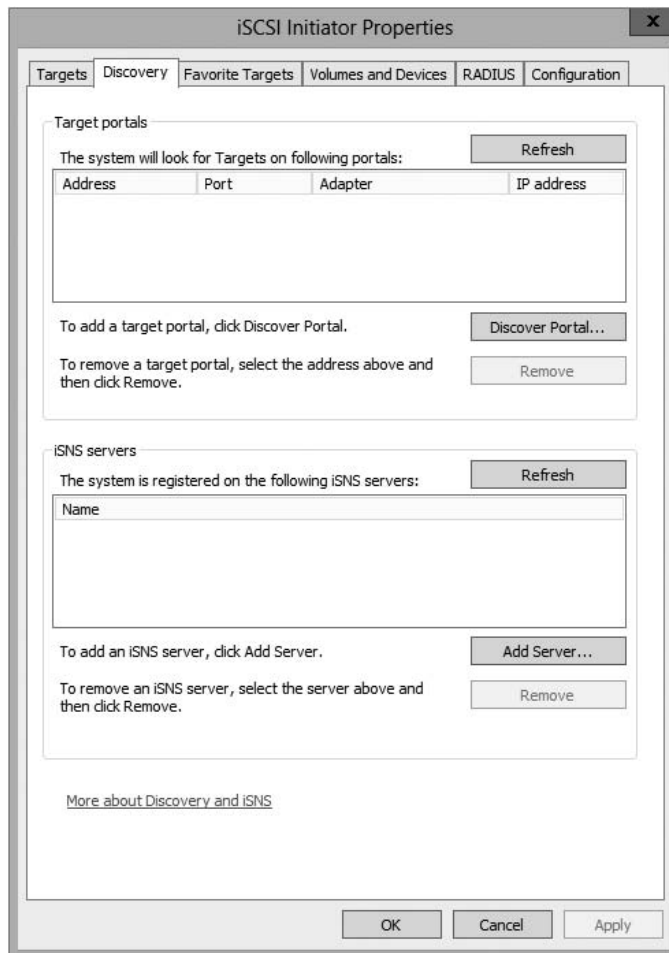 iSCSI Initiator Properties
x
Targets Discovery Favorite Targets Volumes and Devices RADIUS Configuration
Target portals
The system will look for Targets on following portals:
Refresh
Address Port Adapter IP address
To add a target portal, click Discover Portal.
Discover Portal...
To remove a target portal, select the address above and
then click Remove.
Remove
iSNS servers
The system is registered on the following iSNS servers:
Refresh
Name
To add an iSNS server, click Add Server.
Add Server...
To remove an iSNS server, select the server above and
then click Remove.
Remove
More about Discovery and iSNS
OK Cancel Apply